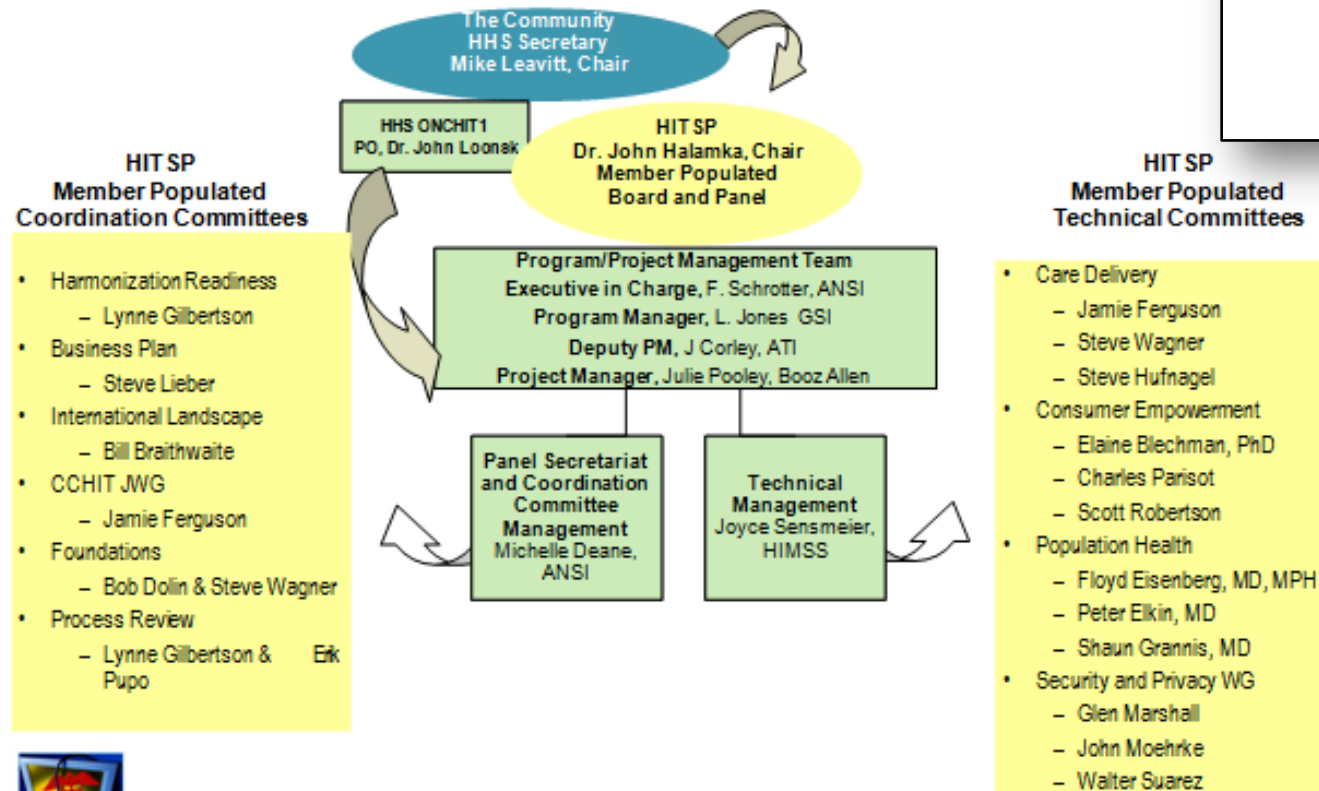 The Community
HHS Secretary
Mike Leavitt, Chair
HHS ONCHIT1
PO, Dr. John Loonsk
HIT SP
Dr. John Halamka, Chair
Member Populated
Board and Panel
HIT SP
Member Populated
Coordination Committees
• Harmonization Readiness
– Lynne Gilbertson
• Business Plan
– Steve Lieber
• International Landscape
– Bill Braithwaite
• CCHIT JWG
– Jamie Ferguson
• Foundations
– Bob Dolin & Steve Wagner
• Process Review
– Lynne Gilbertson & Erik
Pupo
Program/Project Management Team
Executive in Charge, F. Schrotter, ANSI
Program Manager, L. Jones GSI
Deputy PM, J Corley, ATI
Project Manager, Julie Pooley, Booz Allen
Panel Secretariat
and Coordination
Committee
Management
Michelle Deane,
ANSI
Technical
Management
Joyce Sensmeier,
HIMSS
HIT SP
Member Populated
Technical Committees
• Care Delivery
– Jamie Ferguson
– Steve Wagner
– Steve Hufnagel
• Consumer Empowerment
– Elaine Blechman, PhD
– Charles Parisot
– Scott Robertson
• Population Health
– Floyd Eisenberg, MD, MPH
– Peter Elkin, MD
– Shaun Grannis, MD
• Security and Privacy WG
– Glen Marshall
– John Moehrke
– Walter Suarez